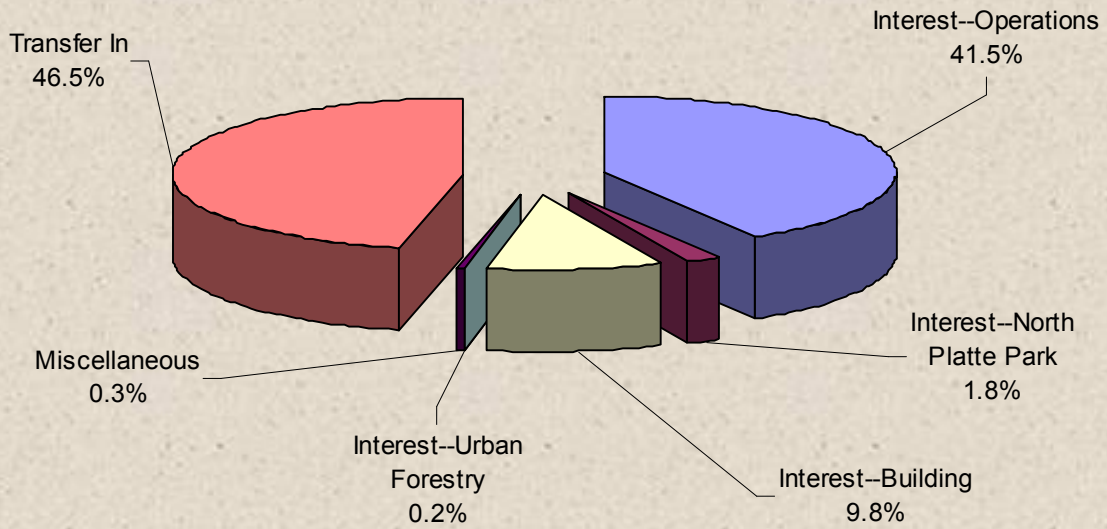 Transfer In
46.5%
Interest--Operations
41.5%
Interest--North
Platte Park
1.8%
Miscellaneous
0.3%
Interest--Urban
Forestry
0.2%
Interest--Building
9.8%